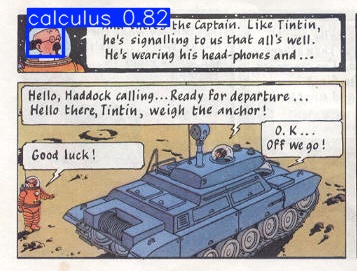 calculus 0.82
there's the Captain. Like Tintin,
he's signalling to us that all's well.
He's wearing his head-phones and...
Hello, Haddock calling...Ready for departure...
Hello there, Tintin, weigh the anchor!
O.K...
Off we go!
Good luck!